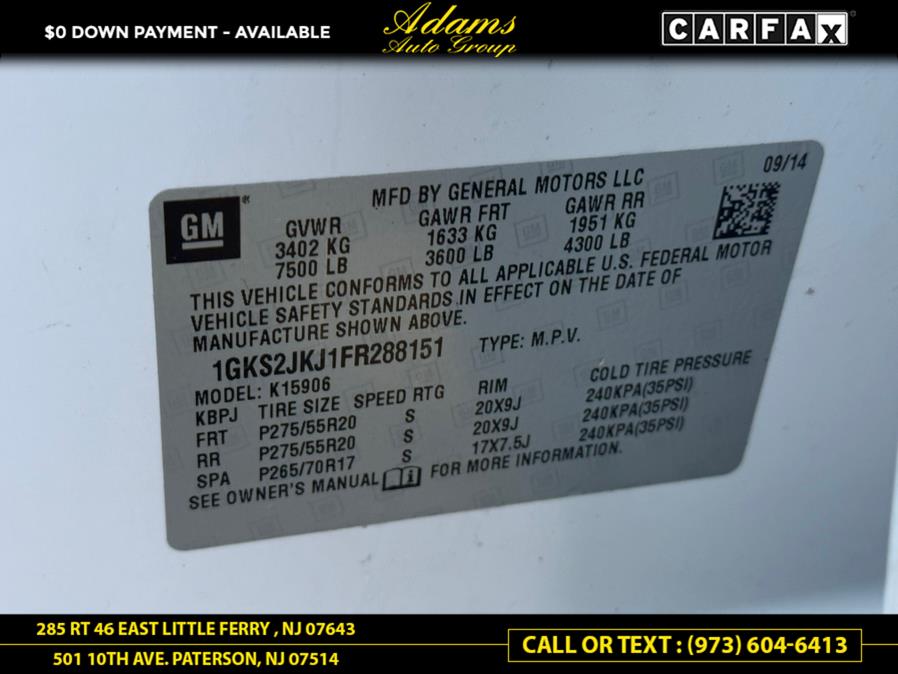 $0 DOWN PAYMENT - AVAILABLE
Adams
Auto Group
CARFAX
09/14
GM
MFD BY GENERAL MOTORS LLC
GVWR GAWR FRT GAWR RR
3402 KG 1633 KG 1951 KG
7500 LB 3600 LB 4300 LB
THIS VEHICLE CONFORMS TO ALL APPLICABLE U.S. FEDERAL MOTOR
VEHICLE SAFETY STANDARDS IN EFFECT ON THE DATE OF
MANUFACTURE SHOWN ABOVE.
1GKS2JKJ1FR288151 TYPE: M.P.V.
MODEL: K15906
KBPJ TIRE SIZE SPEED RTG RIM COLD TIRE PRESSURE
FRT P275/55R20 S 20X9J 240KPA(35PSI)
RR P275/55R20 S 20X9J 240KPA(35PSI)
SPA P265/70R17 S 17X7.5J 240KPA(35PSI)
SEE OWNER'S MANUAL FOR MORE INFORMATION.
285 RT 46 EAST LITTLE FERRY , NJ 07643
501 10TH AVE. PATERSON, NJ 07514
CALL OR TEXT : (973) 604-6413